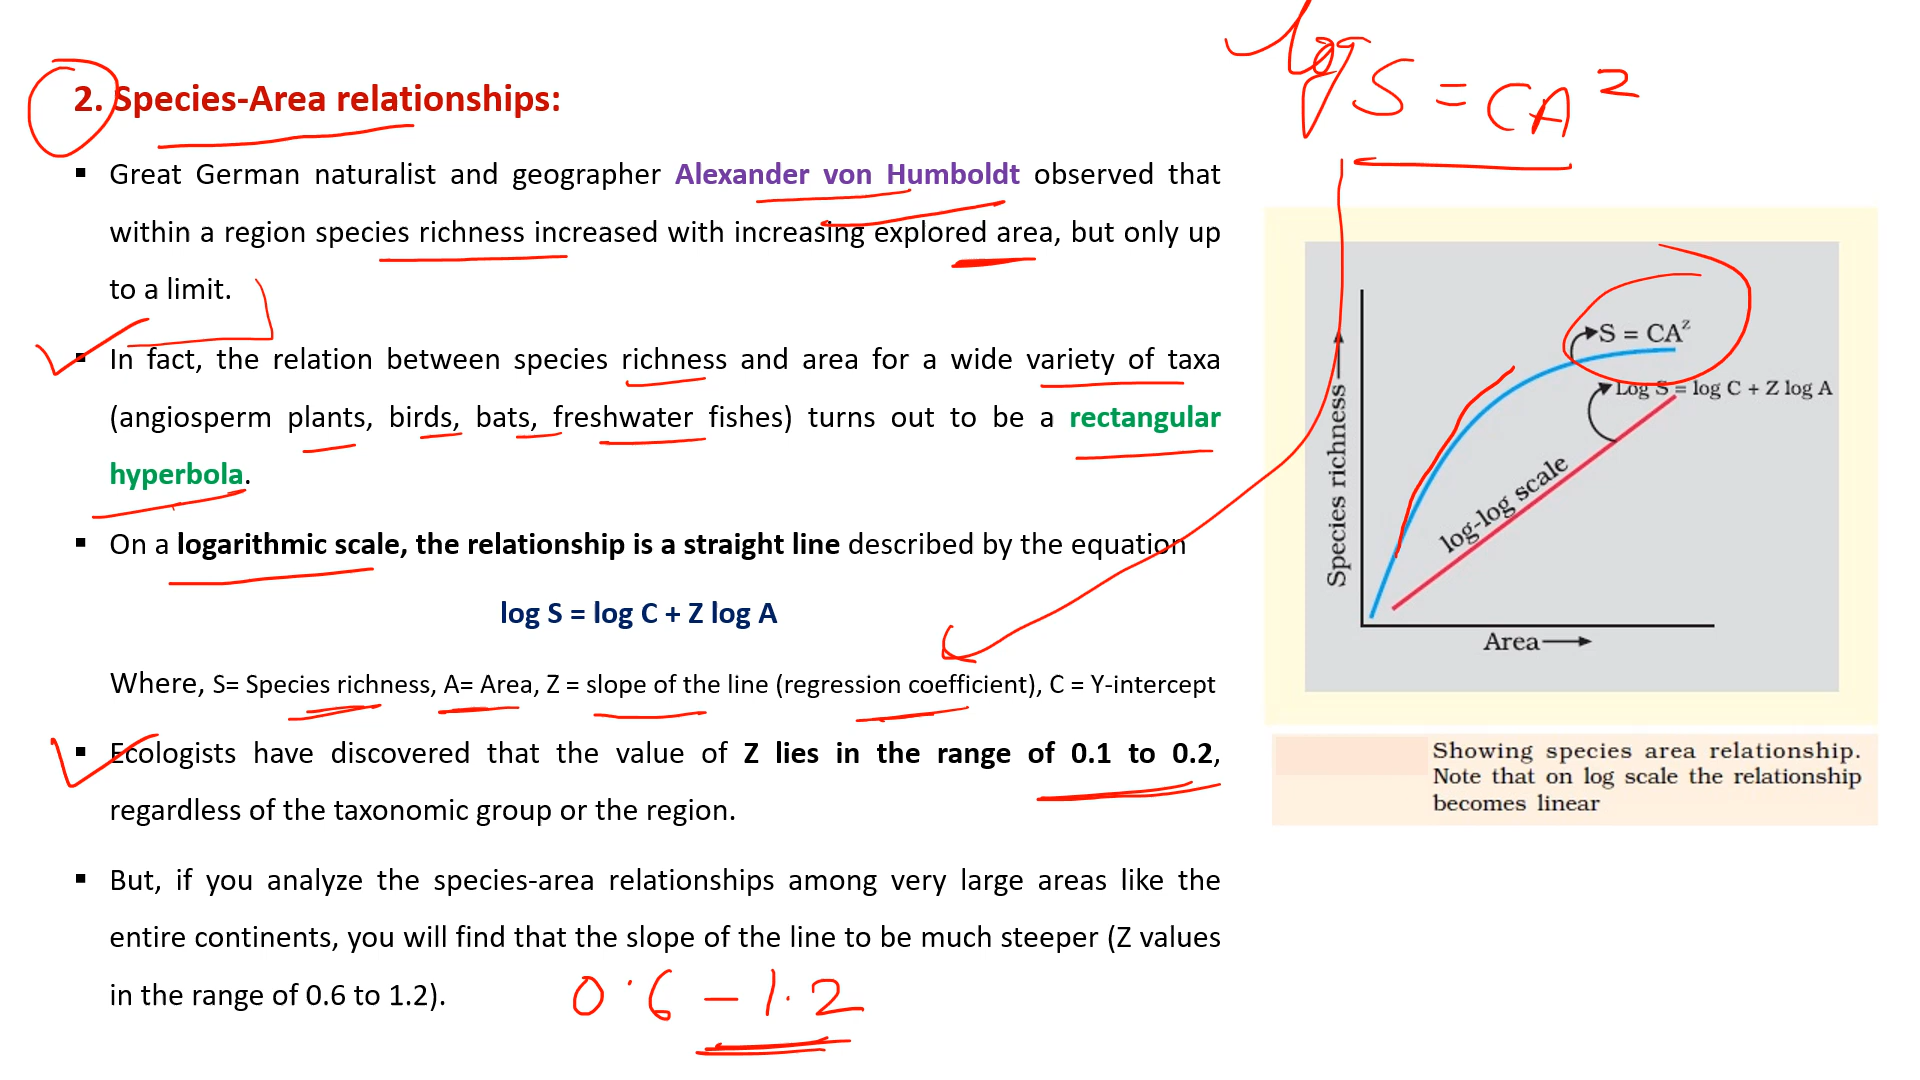 log S = CA²
2. Species-Area relationships:
▪ Great German naturalist and geographer Alexander von Humboldt observed that
within a region species richness increased with increasing explored area, but only up
to a limit.
▪ In fact, the relation between species richness and area for a wide variety of taxa
(angiosperm plants, birds, bats, freshwater fishes) turns out to be a rectangular
hyperbola.
▪ On a logarithmic scale, the relationship is a straight line described by the equation
log S = log C + Z log A
Where, S= Species richness, A= Area, Z = slope of the line (regression coefficient), C = Y-intercept
▪ Ecologists have discovered that the value of Z lies in the range of 0.1 to 0.2,
regardless of the taxonomic group or the region.
▪ But, if you analyze the species-area relationships among very large areas like the
entire continents, you will find that the slope of the line to be much steeper (Z values
in the range of 0.6 to 1.2).
0.6 – 1.2
S = CAᶻ
Log S = log C + Z log A
log-log scale
Species richness
Area
Showing species area relationship.
Note that on log scale the relationship
becomes linear